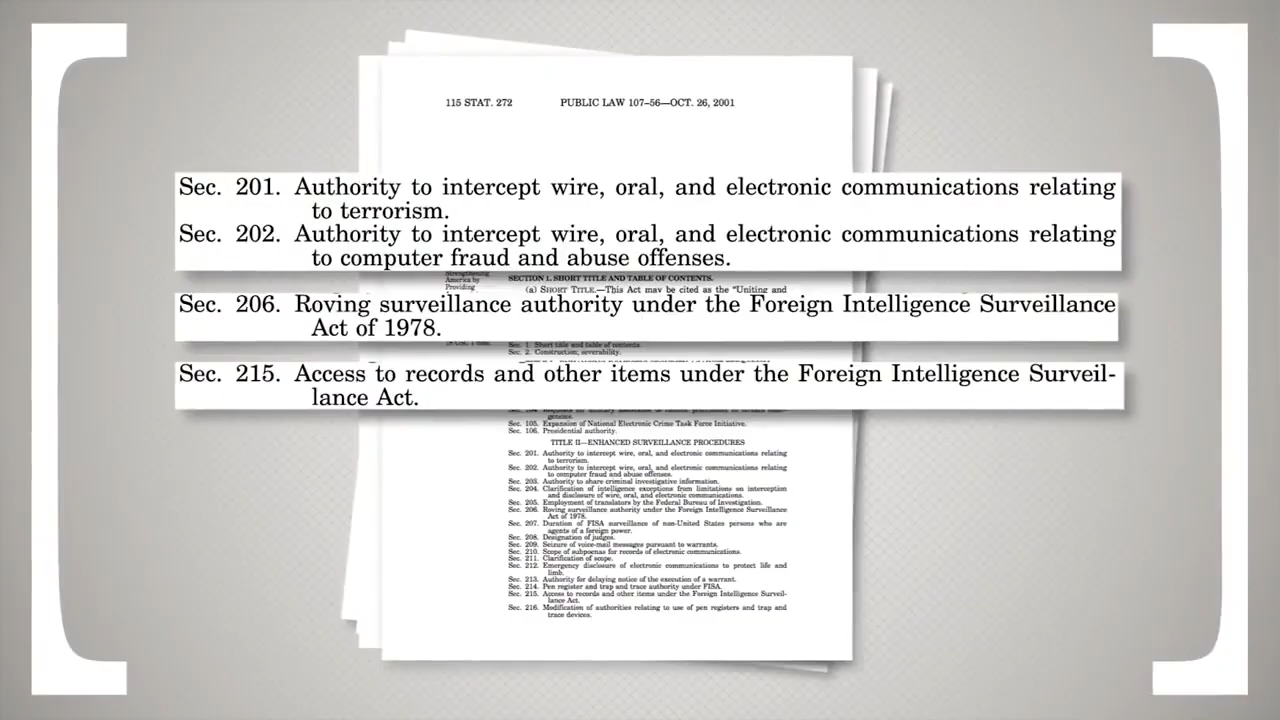 115 STAT. 272 PUBLIC LAW 107–56—OCT. 26, 2001
Sec. 201. Authority to intercept wire, oral, and electronic communications relating
to terrorism.
Sec. 202. Authority to intercept wire, oral, and electronic communications relating
to computer fraud and abuse offenses.
Strengthening
America by
Providing
SECTION 1. SHORT TITLE AND TABLE OF CONTENTS.
(a) SHORT TITLE.—This Act may be cited as the "Uniting and
Sec. 206. Roving surveillance authority under the Foreign Intelligence Surveillance
Act of 1978.
Sec. 1. Short title and table of contents.
Sec. 2. Construction; severability.
Sec. 215. Access to records and other items under the Foreign Intelligence Surveil-
lance Act.
Sec. 105. Expansion of National Electronic Crime Task Force Initiative.
Sec. 106. Presidential authority.
TITLE II—ENHANCED SURVEILLANCE PROCEDURES
Sec. 201. Authority to intercept wire, oral, and electronic communications relating
to terrorism.
Sec. 202. Authority to intercept wire, oral, and electronic communications relating
to computer fraud and abuse offenses.
Sec. 203. Authority to share criminal investigative information.
Sec. 204. Clarification of intelligence exceptions from limitations on interception
and disclosure of wire, oral, and electronic communications.
Sec. 205. Employment of translators by the Federal Bureau of Investigation.
Sec. 206. Roving surveillance authority under the Foreign Intelligence Surveillance
Act of 1978.
Sec. 207. Duration of FISA surveillance of non-United States persons who are
agents of a foreign power.
Sec. 208. Designation of judges.
Sec. 209. Seizure of voice-mail messages pursuant to warrants.
Sec. 210. Scope of subpoenas for records of electronic communications.
Sec. 211. Clarification of scope.
Sec. 212. Emergency disclosure of electronic communications to protect life and
limb.
Sec. 213. Authority for delaying notice of the execution of a warrant.
Sec. 214. Pen register and trap and trace authority under FISA.
Sec. 215. Access to records and other items under the Foreign Intelligence Surveil-
lance Act.
Sec. 216. Modification of authorities relating to use of pen registers and trap and
trace devices.